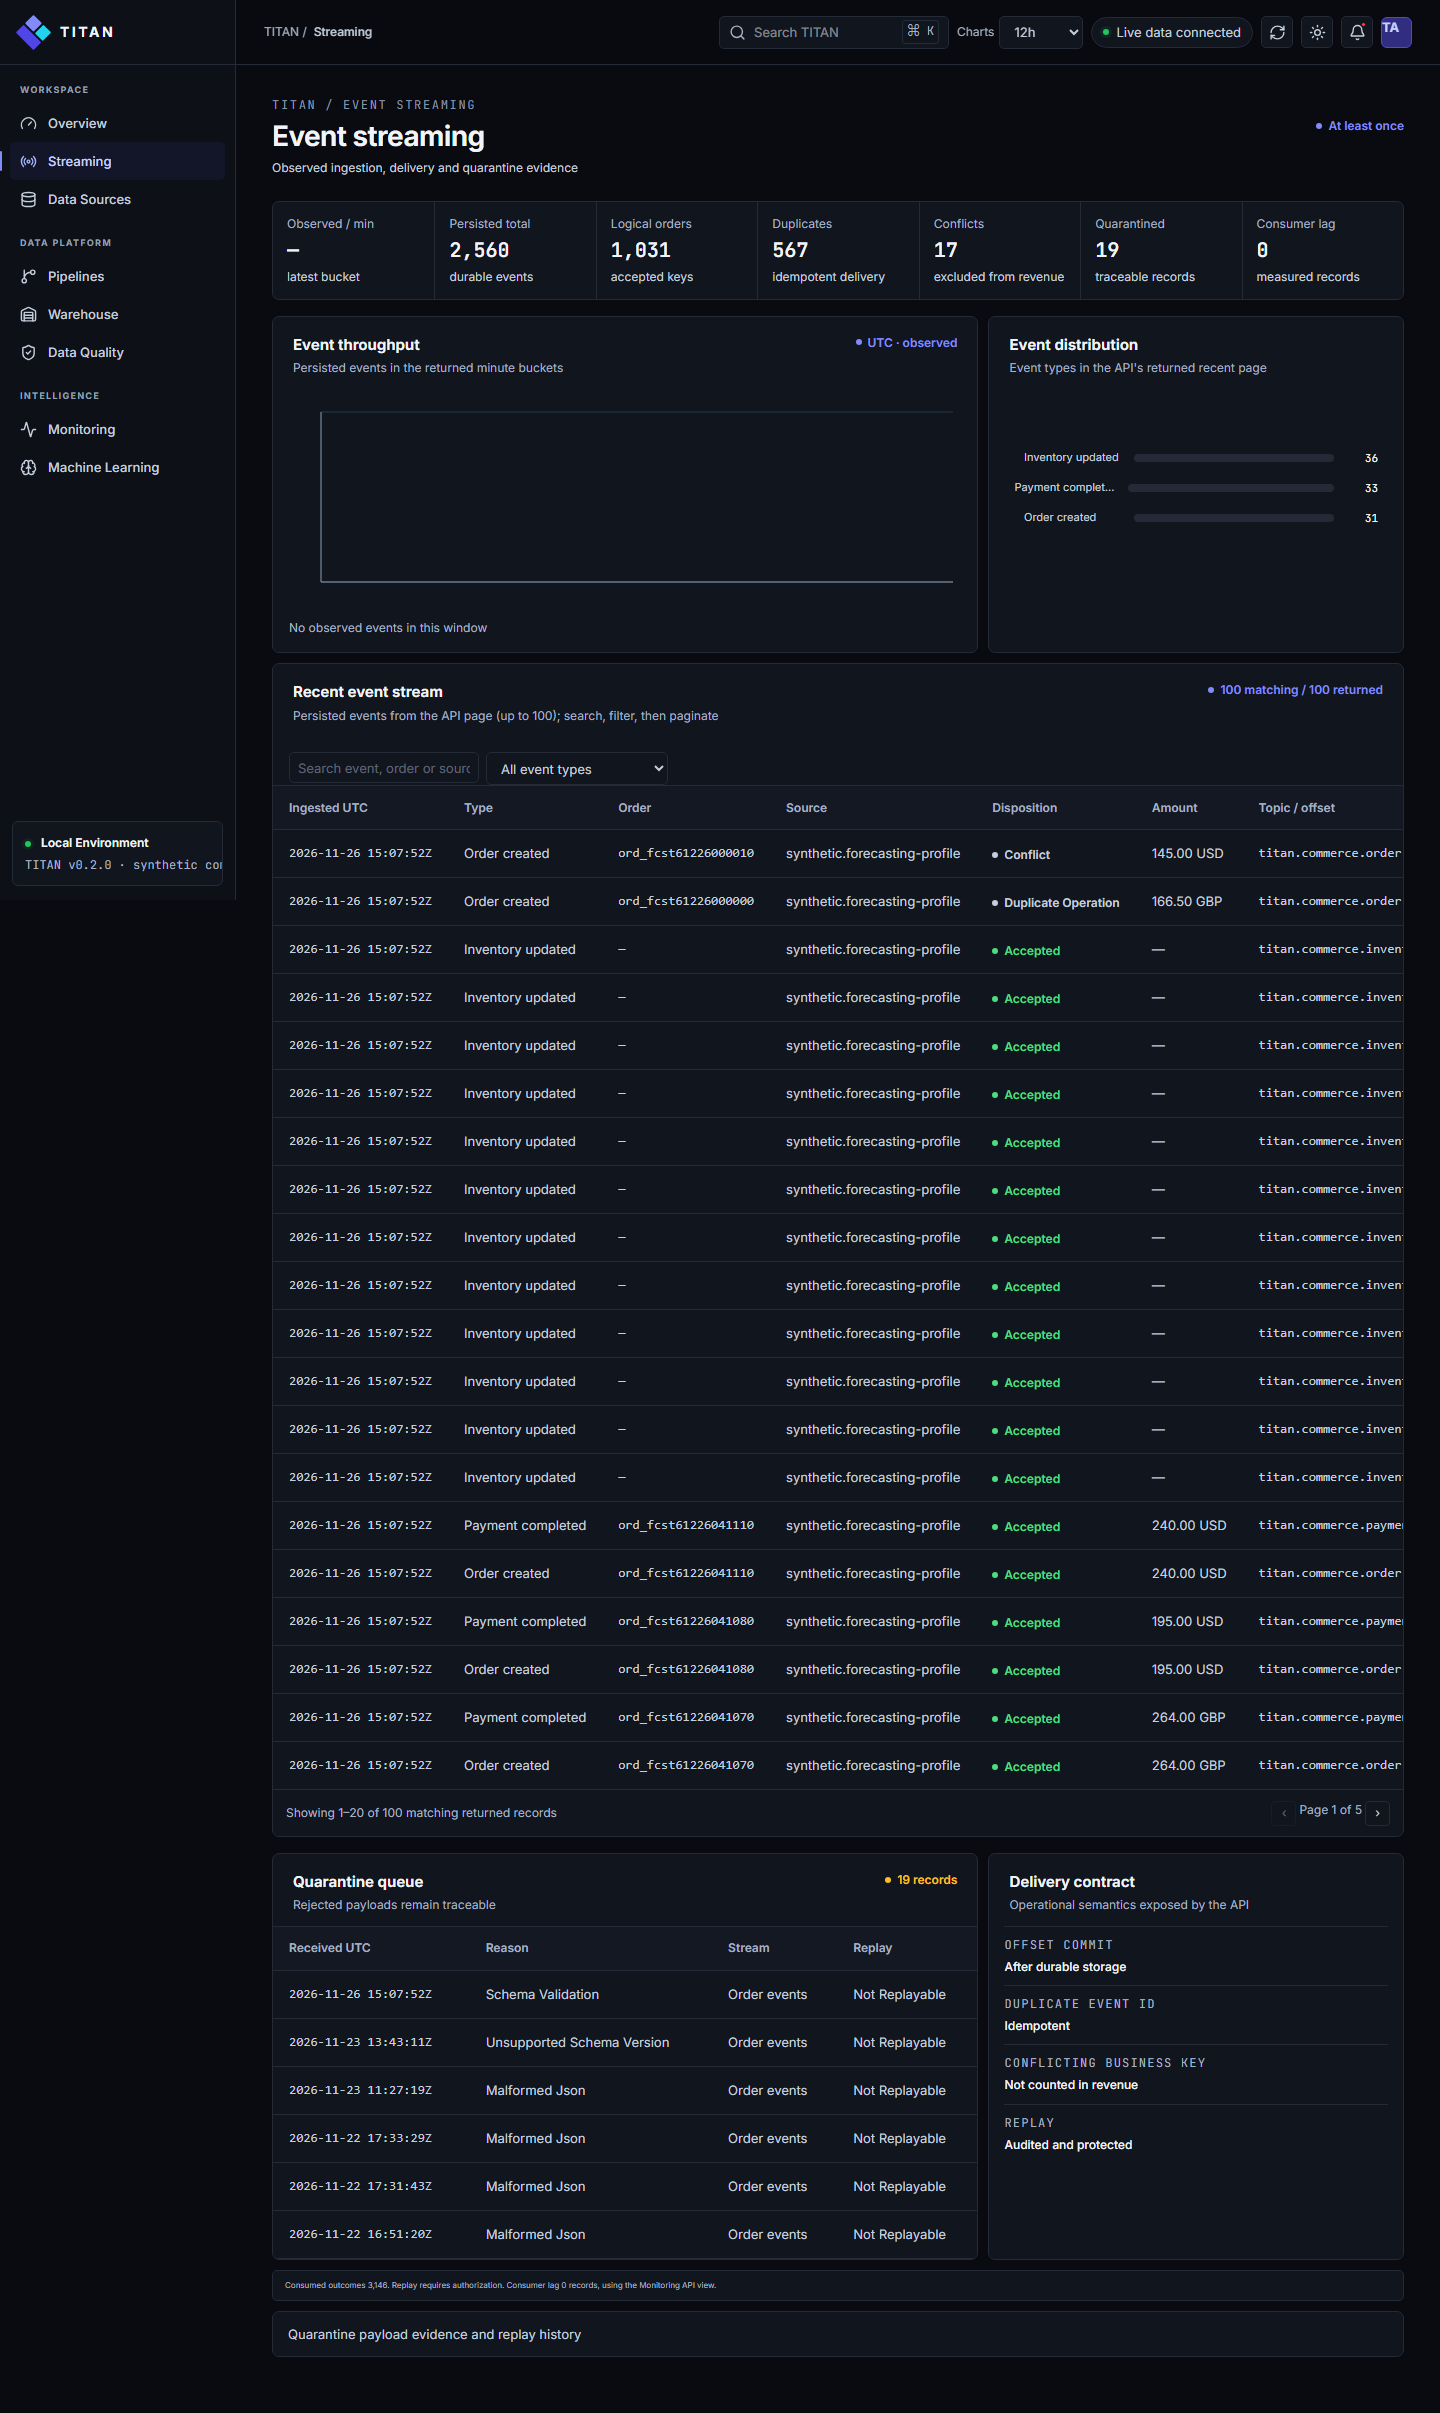 TITAN
TITAN / Streaming
Search TITAN
⌘ K
Charts
12h
Live data connected
TA
WORKSPACE
Overview
Streaming
Data Sources
DATA PLATFORM
Pipelines
Warehouse
Data Quality
INTELLIGENCE
Monitoring
Machine Learning
Local Environment
TITAN v0.2.0 · synthetic co
TITAN / EVENT STREAMING
Event streaming
Observed ingestion, delivery and quarantine evidence
At least once
Observed / min
—
latest bucket
Persisted total
2,560
durable events
Logical orders
1,031
accepted keys
Duplicates
567
idempotent delivery
Conflicts
17
excluded from revenue
Quarantined
19
traceable records
Consumer lag
0
measured records
Event throughput
Persisted events in the returned minute buckets
UTC · observed
No observed events in this window
Event distribution
Event types in the API's returned recent page
Inventory updated 36
Payment complet... 33
Order created 31
Recent event stream
Persisted events from the API page (up to 100); search, filter, then paginate
100 matching / 100 returned
Search event, order or sourc
All event types
Ingested UTC Type Order Source Disposition Amount Topic / offset
2026-11-26 15:07:52Z Order created ord_fcst61226000010 synthetic.forecasting-profile Conflict 145.00 USD titan.commerce.order
2026-11-26 15:07:52Z Order created ord_fcst61226000000 synthetic.forecasting-profile Duplicate Operation 166.50 GBP titan.commerce.order
2026-11-26 15:07:52Z Inventory updated — synthetic.forecasting-profile Accepted — titan.commerce.inven
2026-11-26 15:07:52Z Inventory updated — synthetic.forecasting-profile Accepted — titan.commerce.inven
2026-11-26 15:07:52Z Inventory updated — synthetic.forecasting-profile Accepted — titan.commerce.inven
2026-11-26 15:07:52Z Inventory updated — synthetic.forecasting-profile Accepted — titan.commerce.inven
2026-11-26 15:07:52Z Inventory updated — synthetic.forecasting-profile Accepted — titan.commerce.inven
2026-11-26 15:07:52Z Inventory updated — synthetic.forecasting-profile Accepted — titan.commerce.inven
2026-11-26 15:07:52Z Inventory updated — synthetic.forecasting-profile Accepted — titan.commerce.inven
2026-11-26 15:07:52Z Inventory updated — synthetic.forecasting-profile Accepted — titan.commerce.inven
2026-11-26 15:07:52Z Inventory updated — synthetic.forecasting-profile Accepted — titan.commerce.inven
2026-11-26 15:07:52Z Inventory updated — synthetic.forecasting-profile Accepted — titan.commerce.inven
2026-11-26 15:07:52Z Inventory updated — synthetic.forecasting-profile Accepted — titan.commerce.inven
2026-11-26 15:07:52Z Inventory updated — synthetic.forecasting-profile Accepted — titan.commerce.inven
2026-11-26 15:07:52Z Payment completed ord_fcst61226041110 synthetic.forecasting-profile Accepted 240.00 USD titan.commerce.payme
2026-11-26 15:07:52Z Order created ord_fcst61226041110 synthetic.forecasting-profile Accepted 240.00 USD titan.commerce.order
2026-11-26 15:07:52Z Payment completed ord_fcst61226041080 synthetic.forecasting-profile Accepted 195.00 USD titan.commerce.payme
2026-11-26 15:07:52Z Order created ord_fcst61226041080 synthetic.forecasting-profile Accepted 195.00 USD titan.commerce.order
2026-11-26 15:07:52Z Payment completed ord_fcst61226041070 synthetic.forecasting-profile Accepted 264.00 GBP titan.commerce.payme
2026-11-26 15:07:52Z Order created ord_fcst61226041070 synthetic.forecasting-profile Accepted 264.00 GBP titan.commerce.order
Showing 1–20 of 100 matching returned records
‹ Page 1 of 5 ›
Quarantine queue
Rejected payloads remain traceable
19 records
Received UTC Reason Stream Replay
2026-11-26 15:07:52Z Schema Validation Order events Not Replayable
2026-11-23 13:43:11Z Unsupported Schema Version Order events Not Replayable
2026-11-23 11:27:19Z Malformed Json Order events Not Replayable
2026-11-22 17:33:29Z Malformed Json Order events Not Replayable
2026-11-22 17:31:43Z Malformed Json Order events Not Replayable
2026-11-22 16:51:20Z Malformed Json Order events Not Replayable
Delivery contract
Operational semantics exposed by the API
OFFSET COMMIT
After durable storage
DUPLICATE EVENT ID
Idempotent
CONFLICTING BUSINESS KEY
Not counted in revenue
REPLAY
Audited and protected
Consumed outcomes 3,146. Replay requires authorization. Consumer lag 0 records, using the Monitoring API view.
Quarantine payload evidence and replay history